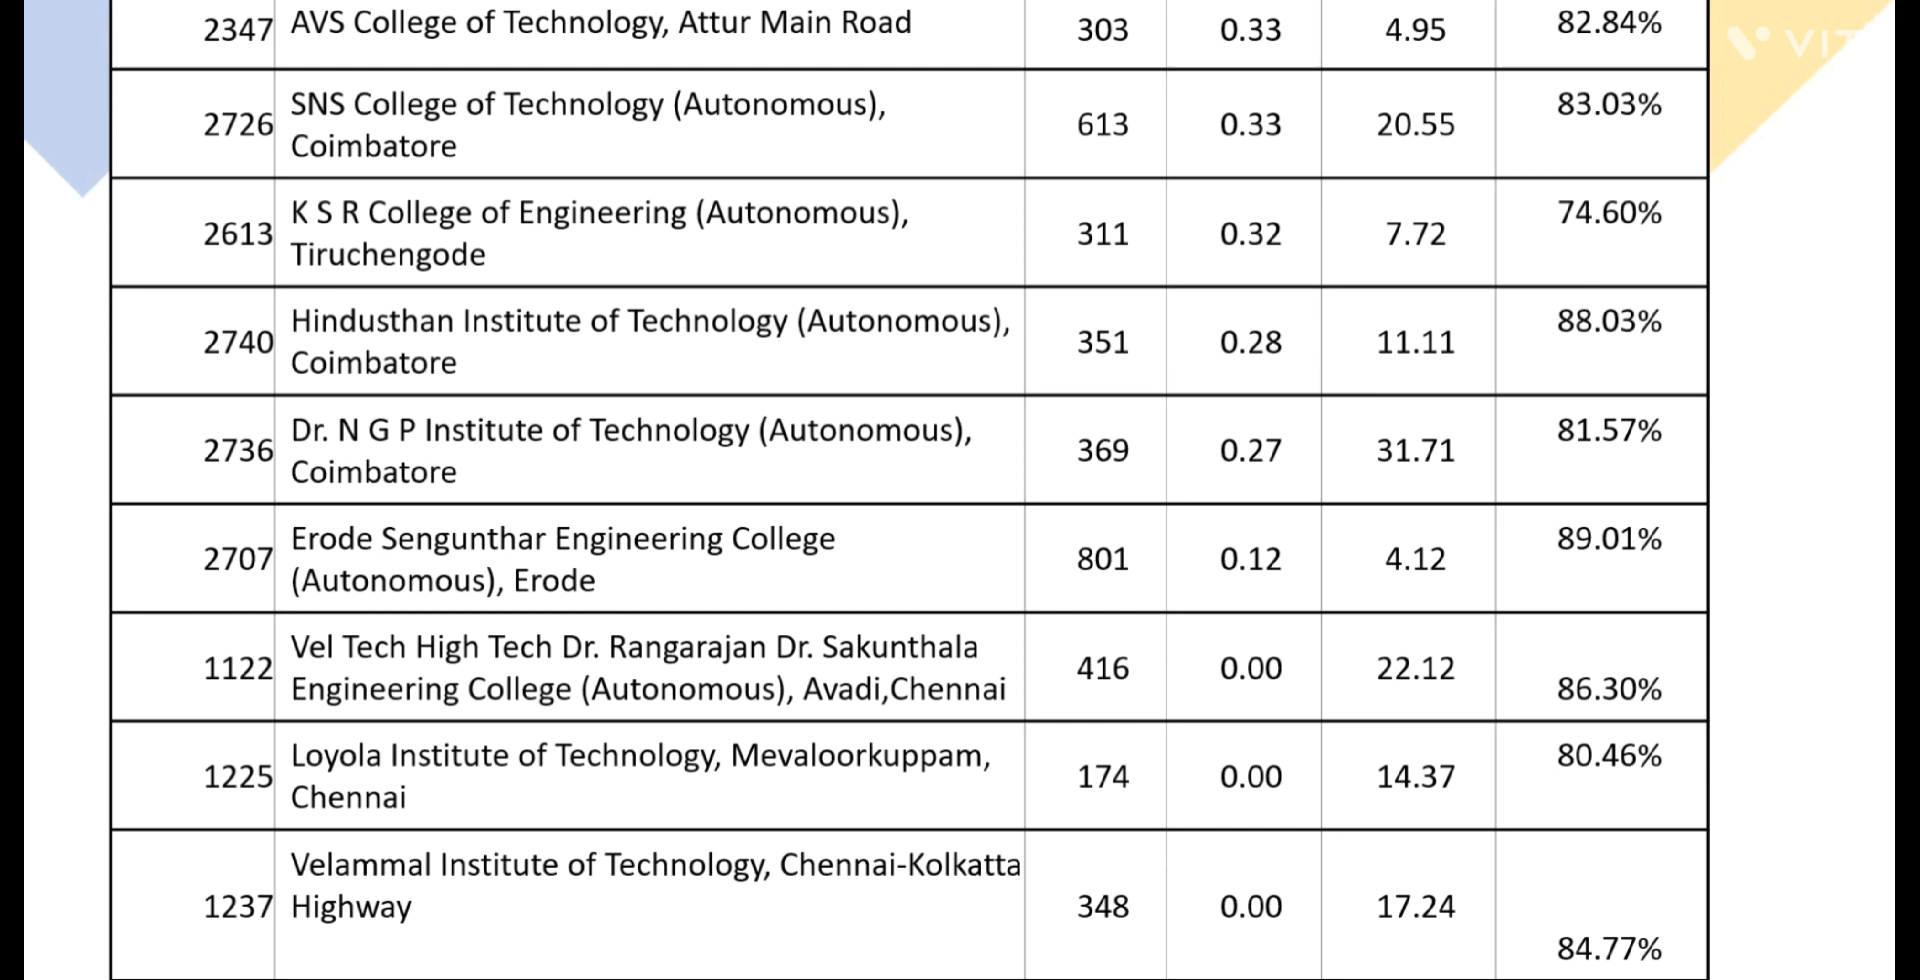 2347 AVS College of Technology, Attur Main Road 303 0.33 4.95 82.84%
2726 SNS College of Technology (Autonomous), Coimbatore 613 0.33 20.55 83.03%
2613 K S R College of Engineering (Autonomous), Tiruchengode 311 0.32 7.72 74.60%
2740 Hindusthan Institute of Technology (Autonomous), Coimbatore 351 0.28 11.11 88.03%
2736 Dr. N G P Institute of Technology (Autonomous), Coimbatore 369 0.27 31.71 81.57%
2707 Erode Sengunthar Engineering College (Autonomous), Erode 801 0.12 4.12 89.01%
1122 Vel Tech High Tech Dr. Rangarajan Dr. Sakunthala Engineering College (Autonomous), Avadi,Chennai 416 0.00 22.12 86.30%
1225 Loyola Institute of Technology, Mevaloorkuppam, Chennai 174 0.00 14.37 80.46%
1237 Velammal Institute of Technology, Chennai-Kolkatta Highway 348 0.00 17.24 84.77%